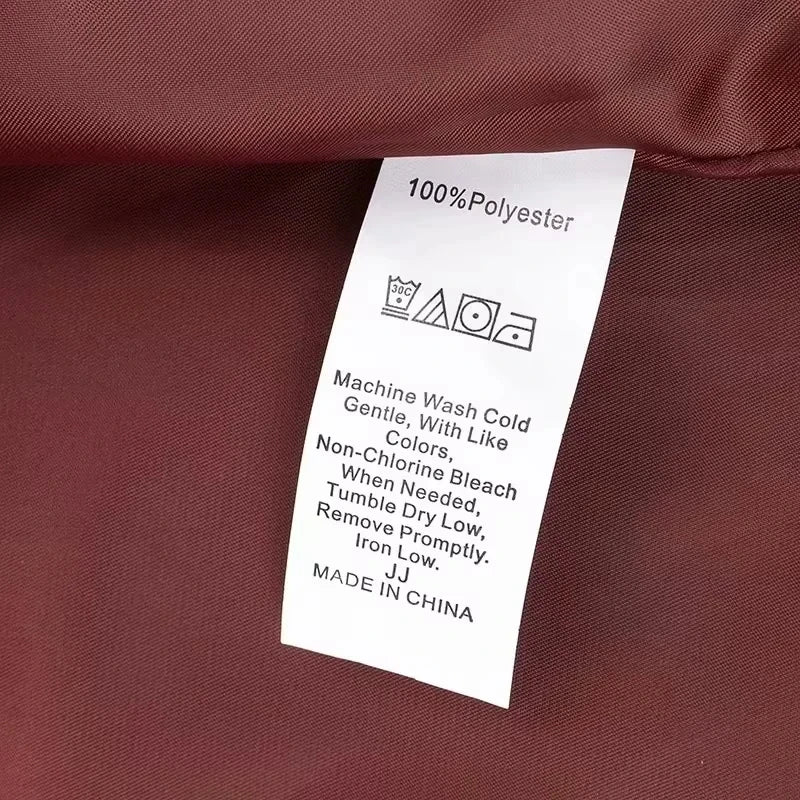 100%Polyester
30C
Machine Wash Cold
Gentle, With Like
Colors,
Non-Chlorine Bleach
When Needed,
Tumble Dry Low,
Remove Promptly.
Iron Low.
JJ
MADE IN CHINA